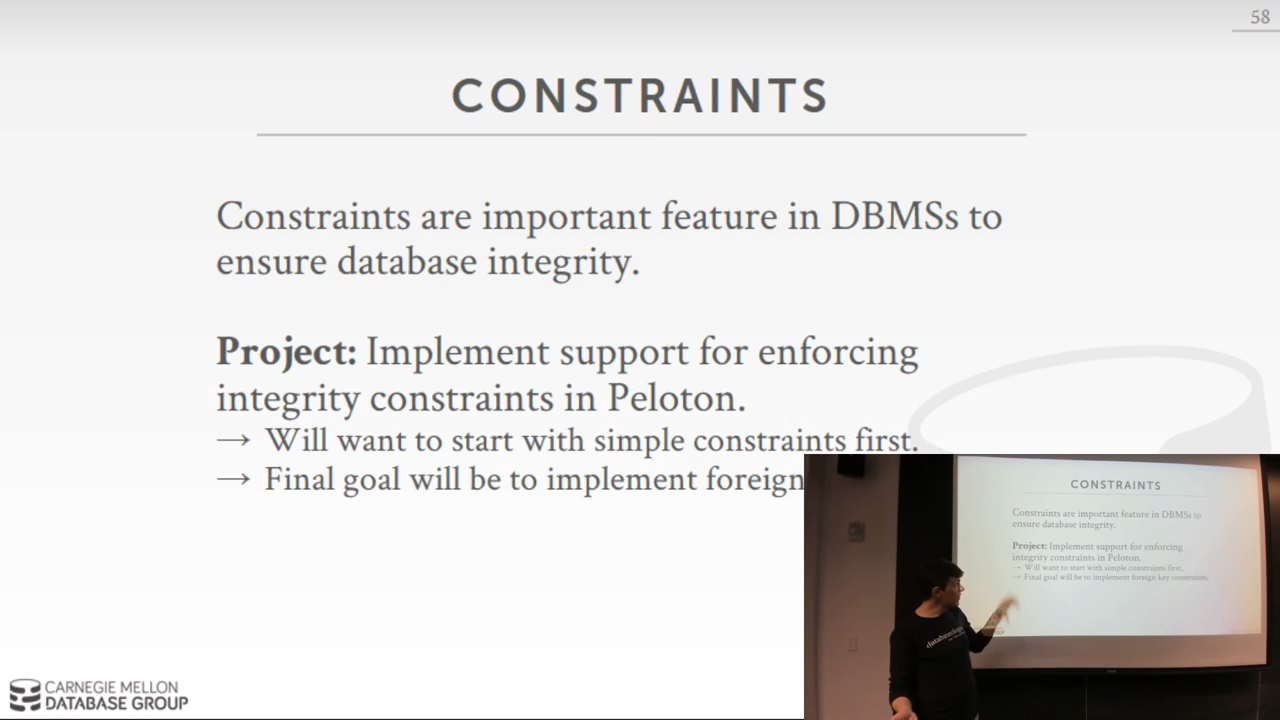 58
CONSTRAINTS
Constraints are important feature in DBMSs to
ensure database integrity.
Project: Implement support for enforcing
integrity constraints in Peloton.
→ Will want to start with simple constraints first.
→ Final goal will be to implement foreign
CARNEGIE MELLON
DATABASE GROUP
CONSTRAINTS
Constraints are important feature in DBMSs to
ensure database integrity.
Project: Implement support for enforcing
integrity constraints in Peloton.
→ Will want to start with simple constraints first.
→ Final goal will be to implement foreign key constraints.